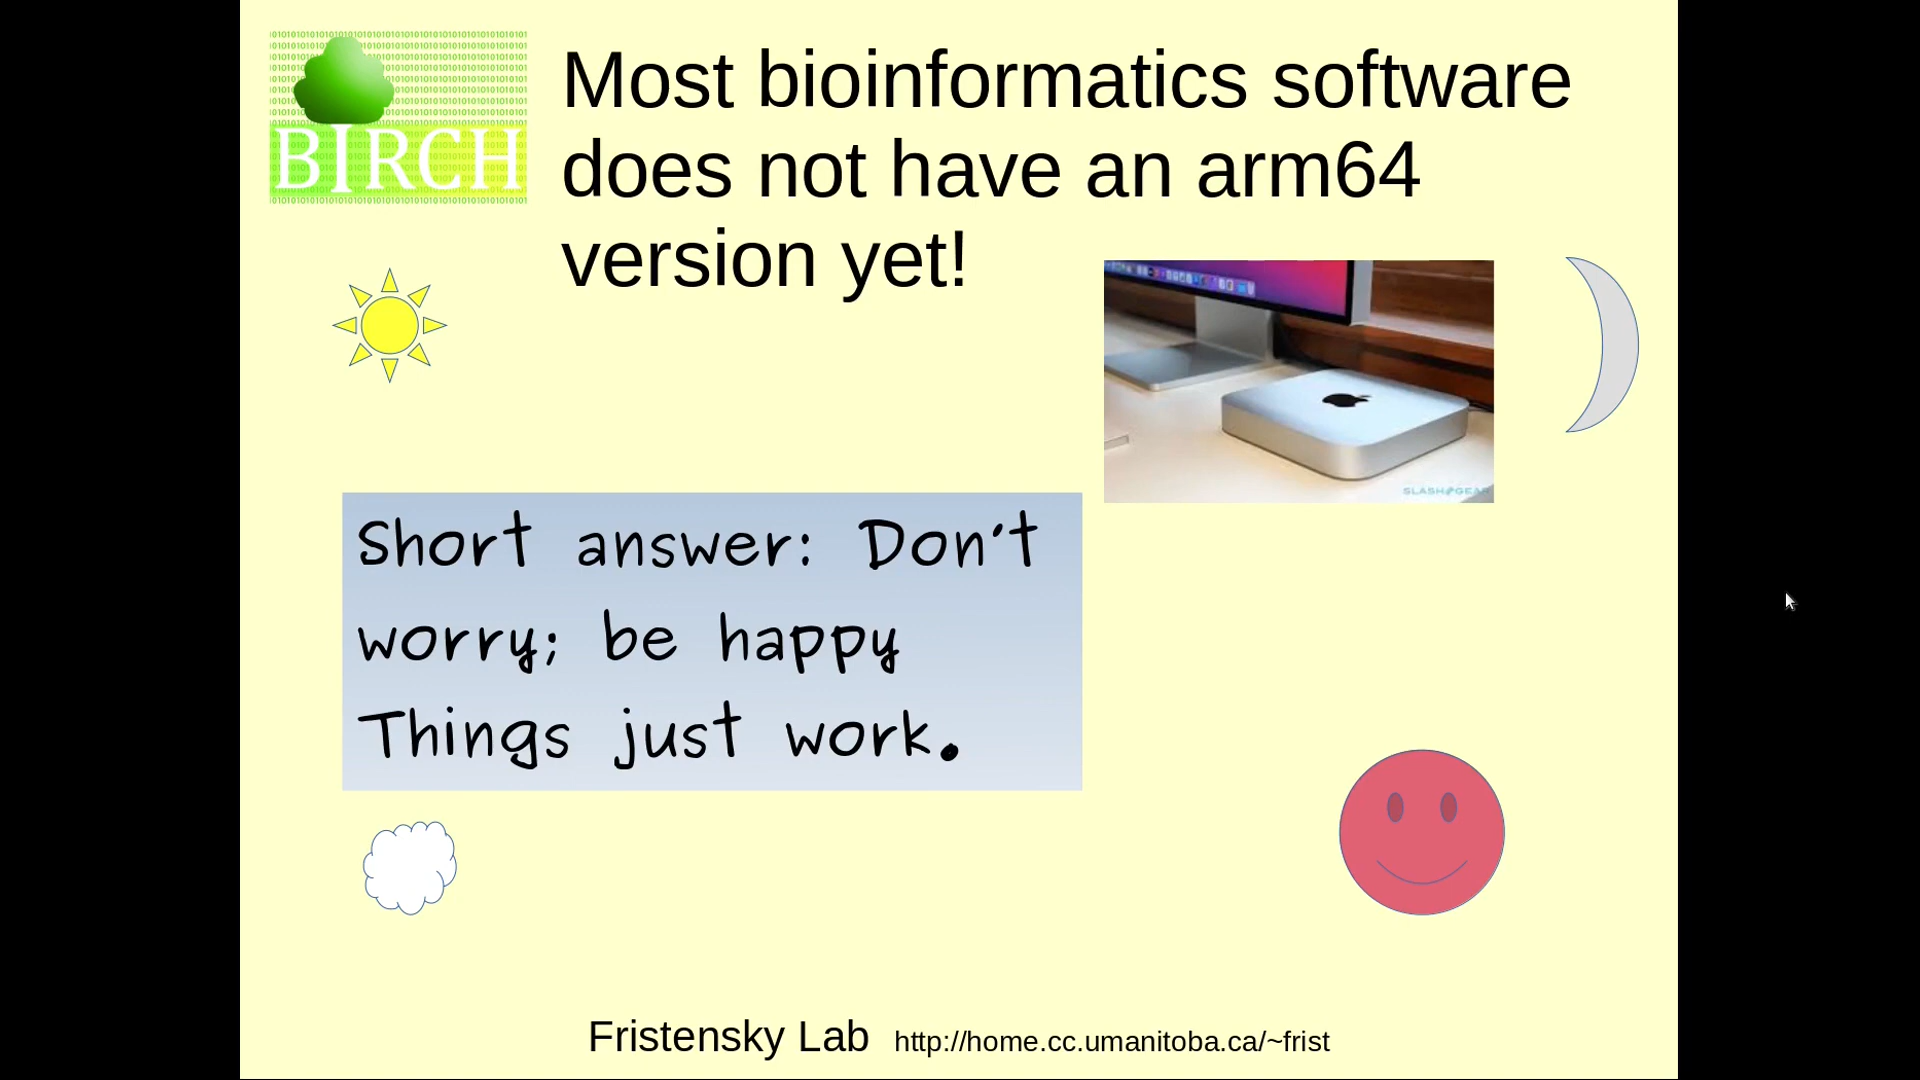 BIRCH
Most bioinformatics software
does not have an arm64
version yet!
SLASHGEAR
Short answer: Don't
worry; be happy
Things just work.
Fristensky Lab http://home.cc.umanitoba.ca/~frist